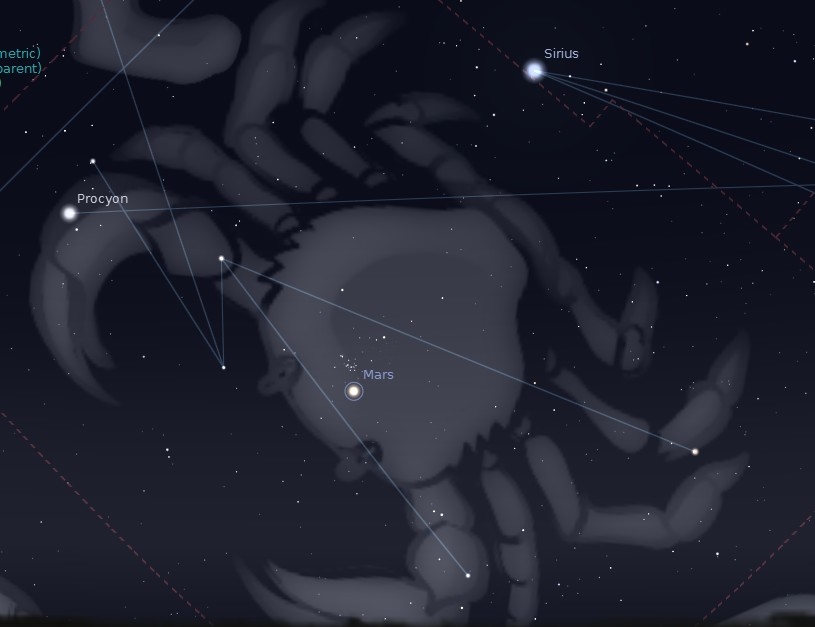 Sirius
metric)
parent)
)
Procyon
Mars